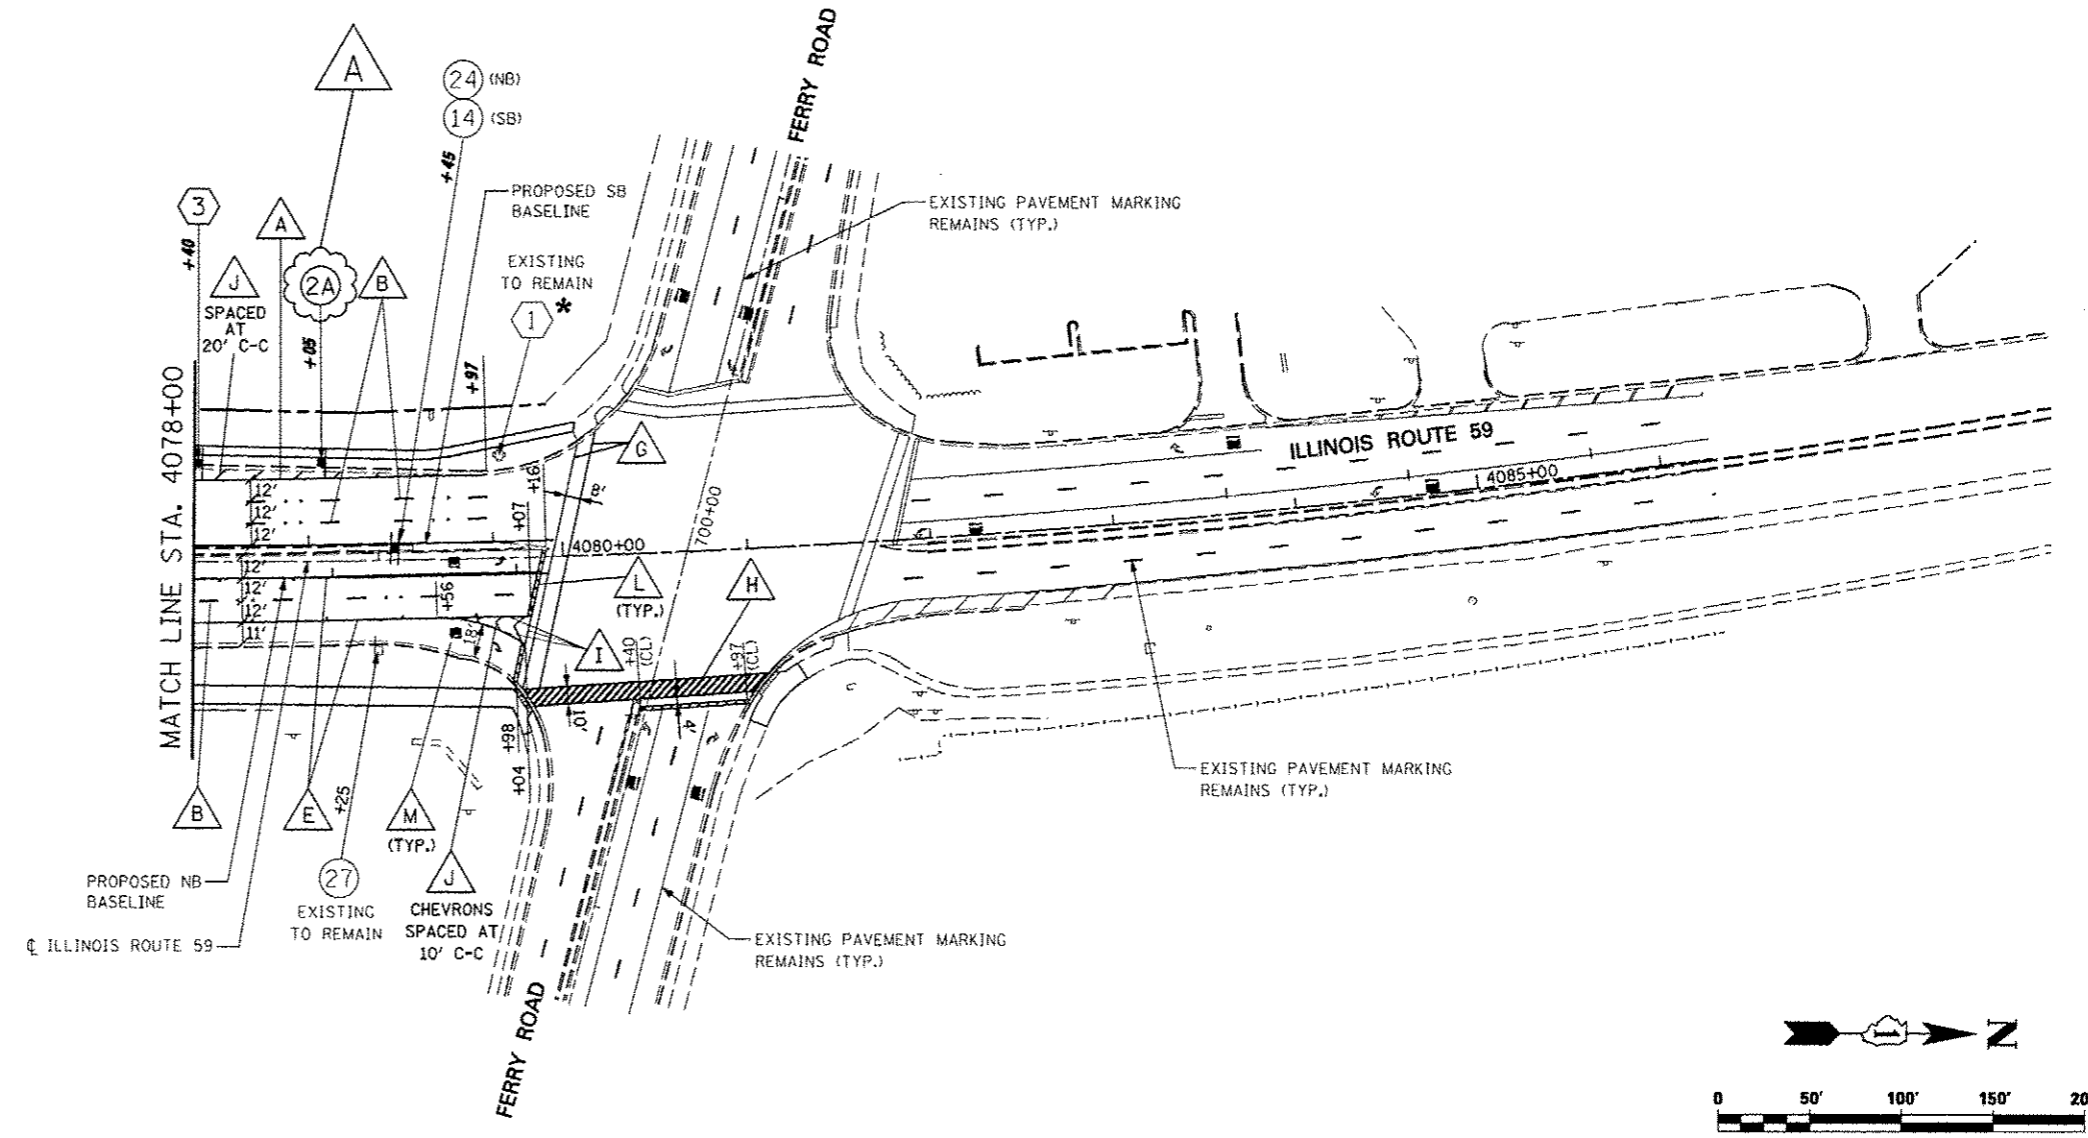 FERRY ROAD
A
24 (NB)
14 (SB)
+45
PROPOSED SB
BASELINE
EXISTING PAVEMENT MARKING
REMAINS (TYP.)
3
A
+40
J
SPACED
AT
20' C-C
2A
B
+05
EXISTING
TO REMAIN
1 *
+97
MATCH LINE STA. 4078+00
G
+16
8'
+07
12'
12'
12'
12'
12'
12'
11'
4080+00
700+00
ILLINOIS ROUTE 59
4085+00
+56
L
(TYP.)
H
18'
I
+40
(CL)
+97
(CL)
10'
4'
+98
+04
EXISTING PAVEMENT MARKING
REMAINS (TYP.)
B
E
+25
M
(TYP.)
J
CHEVRONS
SPACED AT
10' C-C
27
EXISTING
TO REMAIN
PROPOSED NB
BASELINE
℄ ILLINOIS ROUTE 59
EXISTING PAVEMENT MARKING
REMAINS (TYP.)
FERRY ROAD
N
0 50' 100' 150' 20